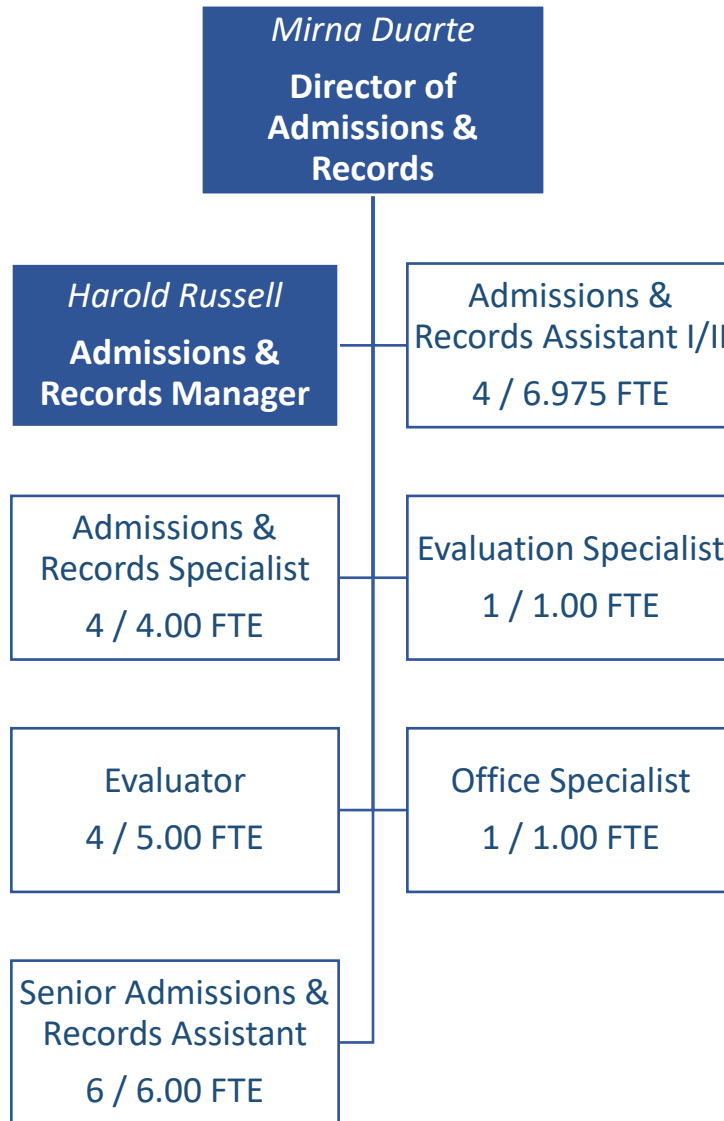 Mirna Duarte
Director of
Admissions &
Records
Harold Russell
Admissions &
Records Manager
Admissions &
Records Assistant I/II
4 / 6.975 FTE
Admissions &
Records Specialist
4 / 4.00 FTE
Evaluation Specialist
1 / 1.00 FTE
Evaluator
4 / 5.00 FTE
Office Specialist
1 / 1.00 FTE
Senior Admissions &
Records Assistant
6 / 6.00 FTE